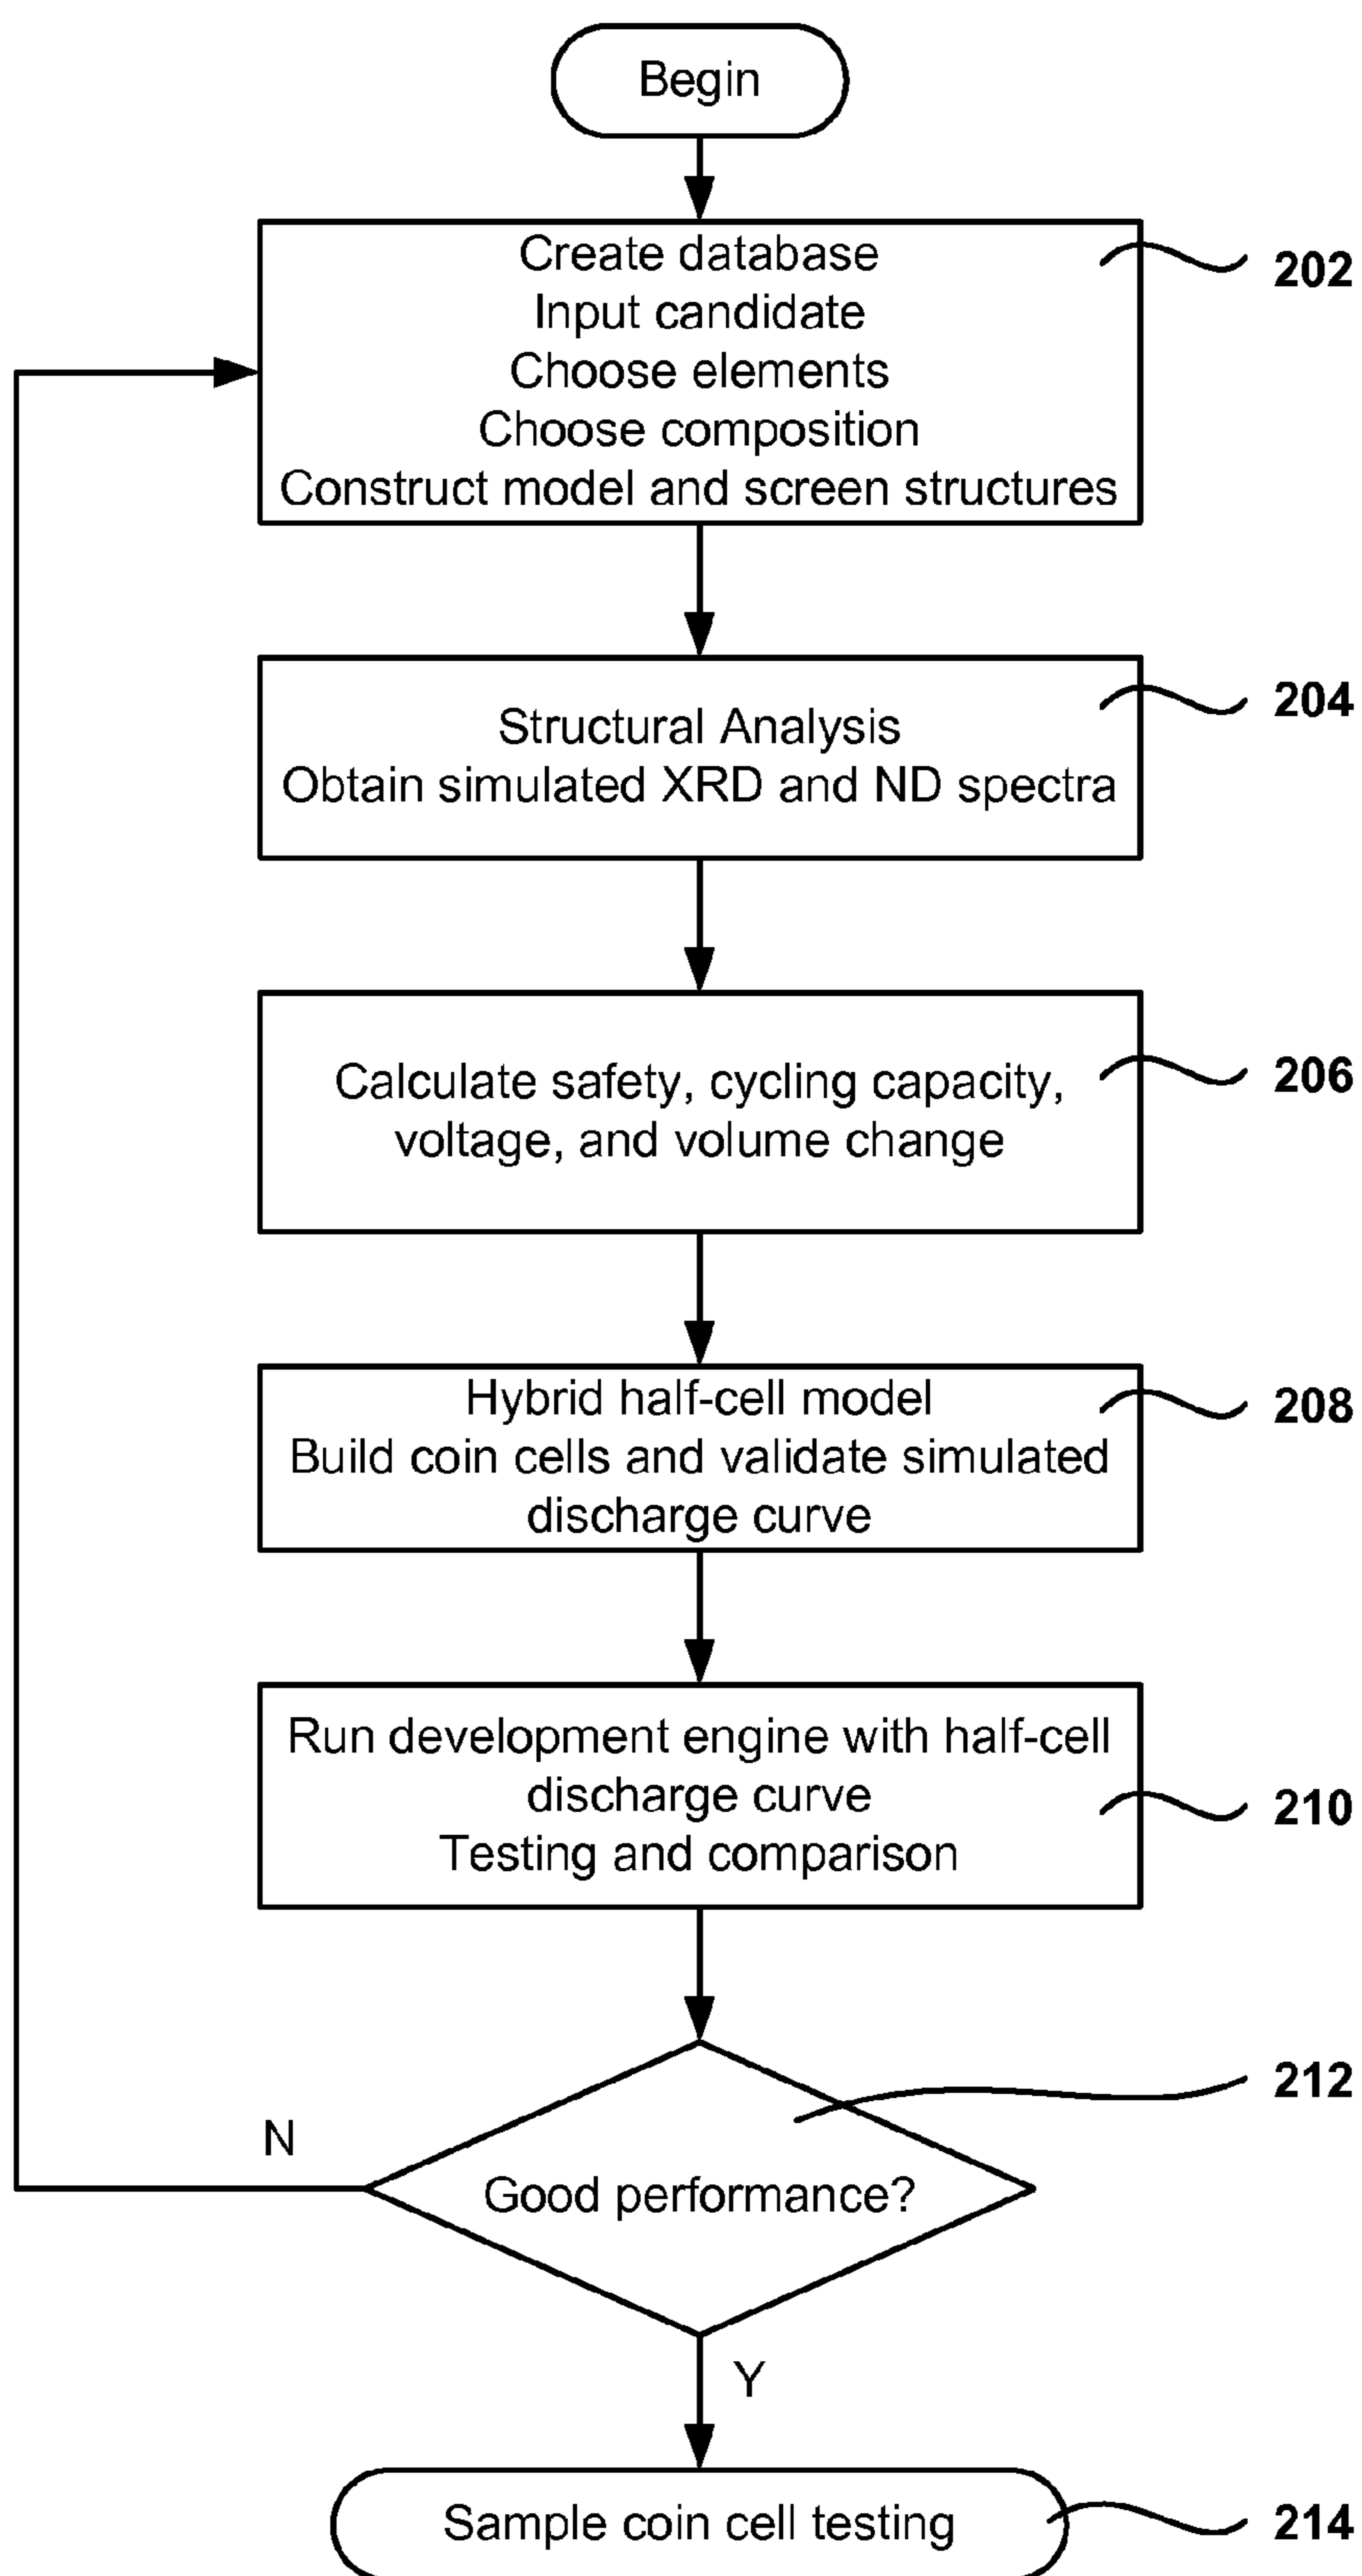 Begin
Create database
Input candidate
Choose elements
Choose composition
Construct model and screen structures
202
Structural Analysis
Obtain simulated XRD and ND spectra
204
Calculate safety, cycling capacity,
voltage, and volume change
206
Hybrid half-cell model
Build coin cells and validate simulated
discharge curve
208
Run development engine with half-cell
discharge curve
Testing and comparison
210
212
N
Good performance?
Y
Sample coin cell testing
214